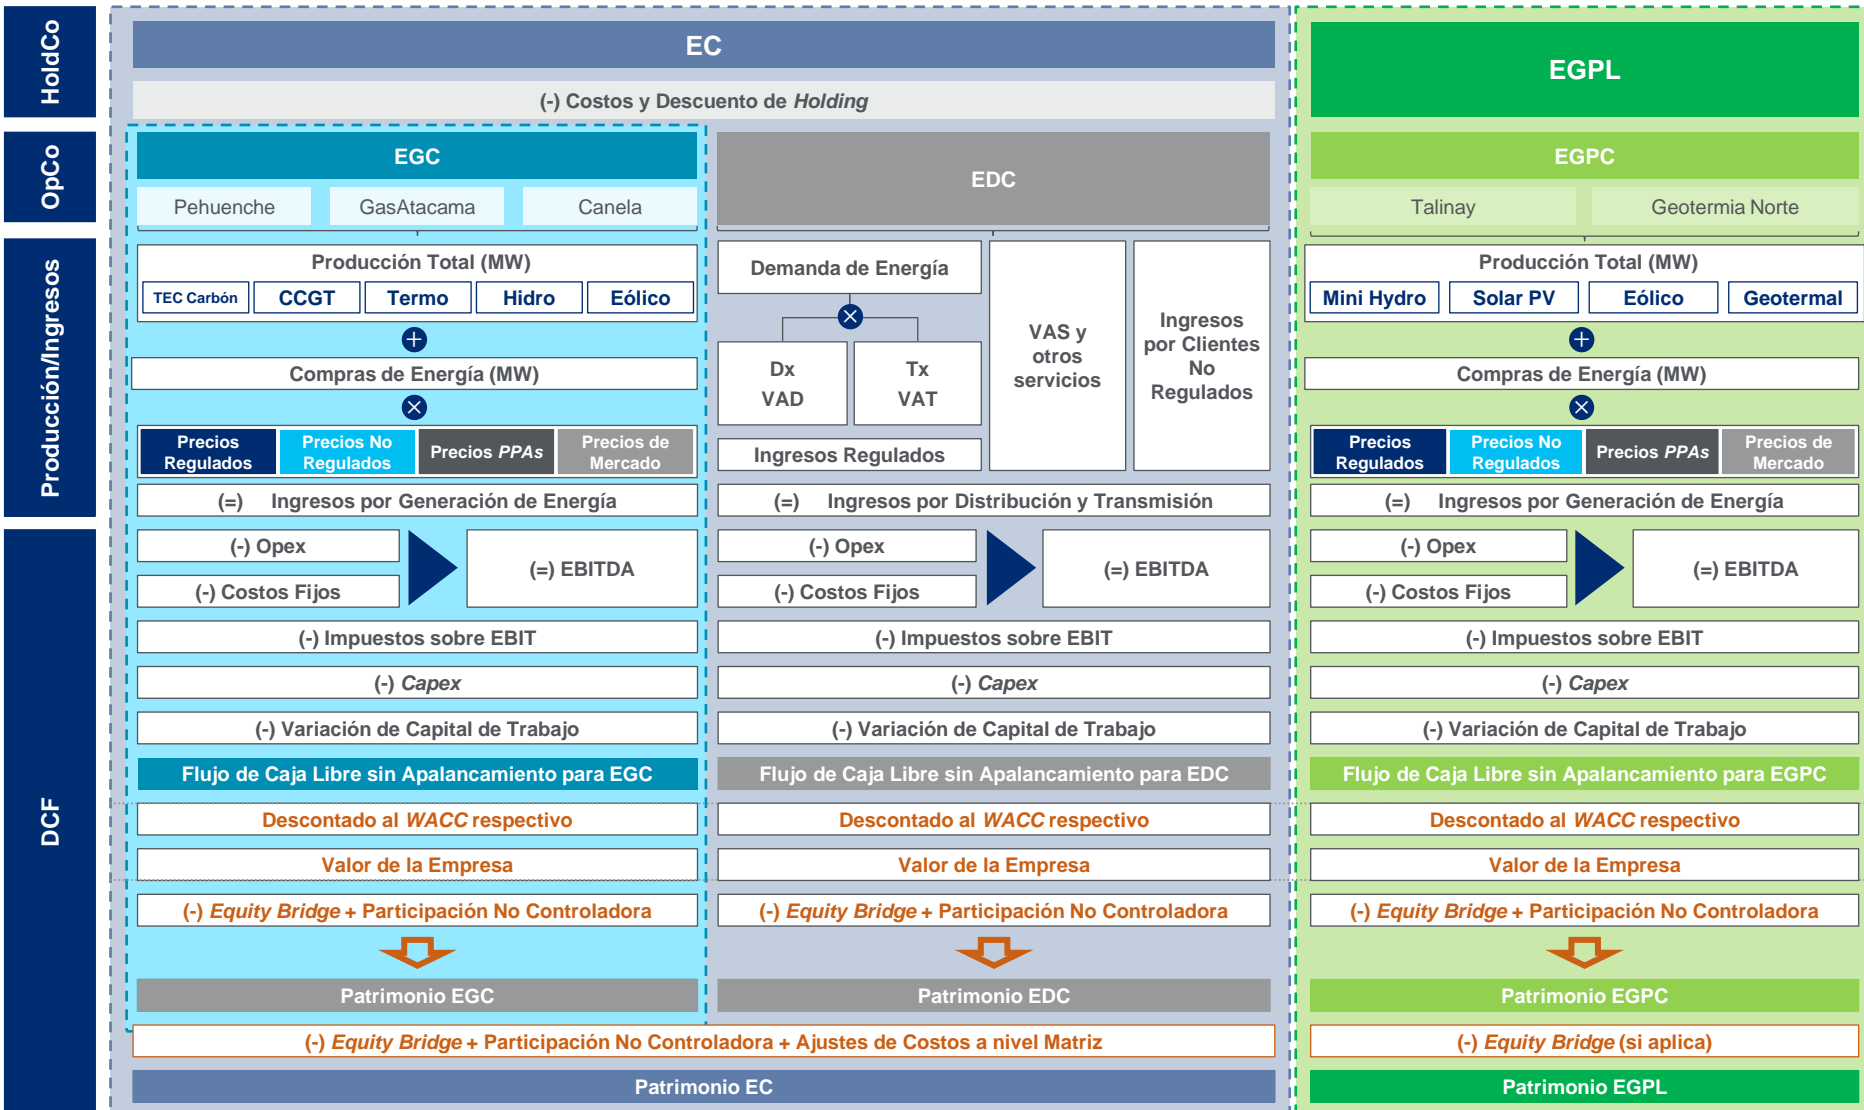 HoldCo
EC
EGPL
(-) Costos y Descuento de Holding
OpCo
EGC
EDC
EGPC
Pehuenche
GasAtacama
Canela
Talinay
Geotermia Norte
Producción/Ingresos
Producción Total (MW)
TEC Carbón
CCGT
Termo
Hidro
Eólico
+
Compras de Energía (MW)
×
Precios
Regulados
Precios No
Regulados
Precios PPAs
Precios de
Mercado
(=) Ingresos por Generación de Energía
Demanda de Energía
×
Dx
VAD
Tx
VAT
Ingresos Regulados
VAS y
otros
servicios
Ingresos
por Clientes
No
Regulados
(=) Ingresos por Distribución y Transmisión
Producción Total (MW)
Mini Hydro
Solar PV
Eólico
Geotermal
+
Compras de Energía (MW)
×
Precios
Regulados
Precios No
Regulados
Precios PPAs
Precios de
Mercado
(=) Ingresos por Generación de Energía
DCF
(-) Opex
(-) Costos Fijos
(=) EBITDA
(-) Opex
(-) Costos Fijos
(=) EBITDA
(-) Opex
(-) Costos Fijos
(=) EBITDA
(-) Impuestos sobre EBIT
(-) Impuestos sobre EBIT
(-) Impuestos sobre EBIT
(-) Capex
(-) Capex
(-) Capex
(-) Variación de Capital de Trabajo
(-) Variación de Capital de Trabajo
(-) Variación de Capital de Trabajo
Flujo de Caja Libre sin Apalancamiento para EGC
Flujo de Caja Libre sin Apalancamiento para EDC
Flujo de Caja Libre sin Apalancamiento para EGPC
Descontado al WACC respectivo
Descontado al WACC respectivo
Descontado al WACC respectivo
Valor de la Empresa
Valor de la Empresa
Valor de la Empresa
(-) Equity Bridge + Participación No Controladora
(-) Equity Bridge + Participación No Controladora
(-) Equity Bridge + Participación No Controladora
Patrimonio EGC
Patrimonio EDC
Patrimonio EGPC
(-) Equity Bridge + Participación No Controladora + Ajustes de Costos a nivel Matriz
(-) Equity Bridge (si aplica)
Patrimonio EC
Patrimonio EGPL